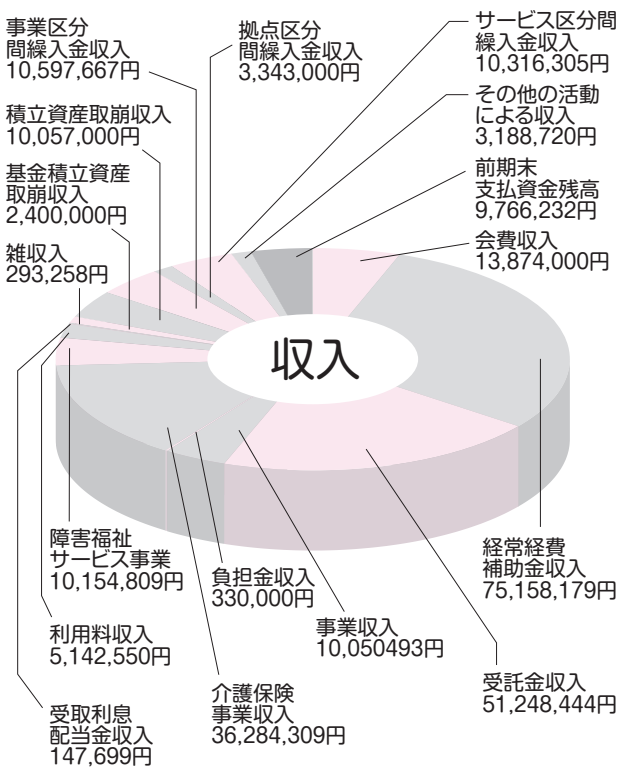 事業区分
間繰入金収入
10,597,667円
拠点区分
間繰入金収入
3,343,000円
サービス区分間
繰入金収入
10,316,305円
その他の活動
による収入
3,188,720円
前期末
支払資金残高
9,766,232円
会費収入
13,874,000円
積立資産取崩収入
10,057,000円
基金積立資産
取崩収入
2,400,000円
雑収入
293,258円
収入
障害福祉
サービス事業
10,154,809円
利用料収入
5,142,550円
受取利息
配当金収入
147,699円
負担金収入
330,000円
介護保険
事業収入
36,284,309円
事業収入
10,050493円
経常経費
補助金収入
75,158,179円
受託金収入
51,248,444円